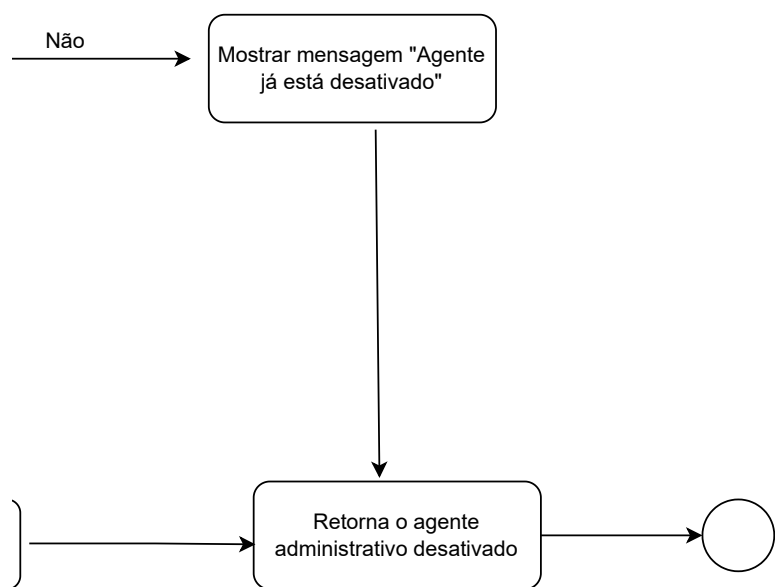 Não
Mostrar mensagem "Agente
já está desativado"
Retorna o agente
administrativo desativado